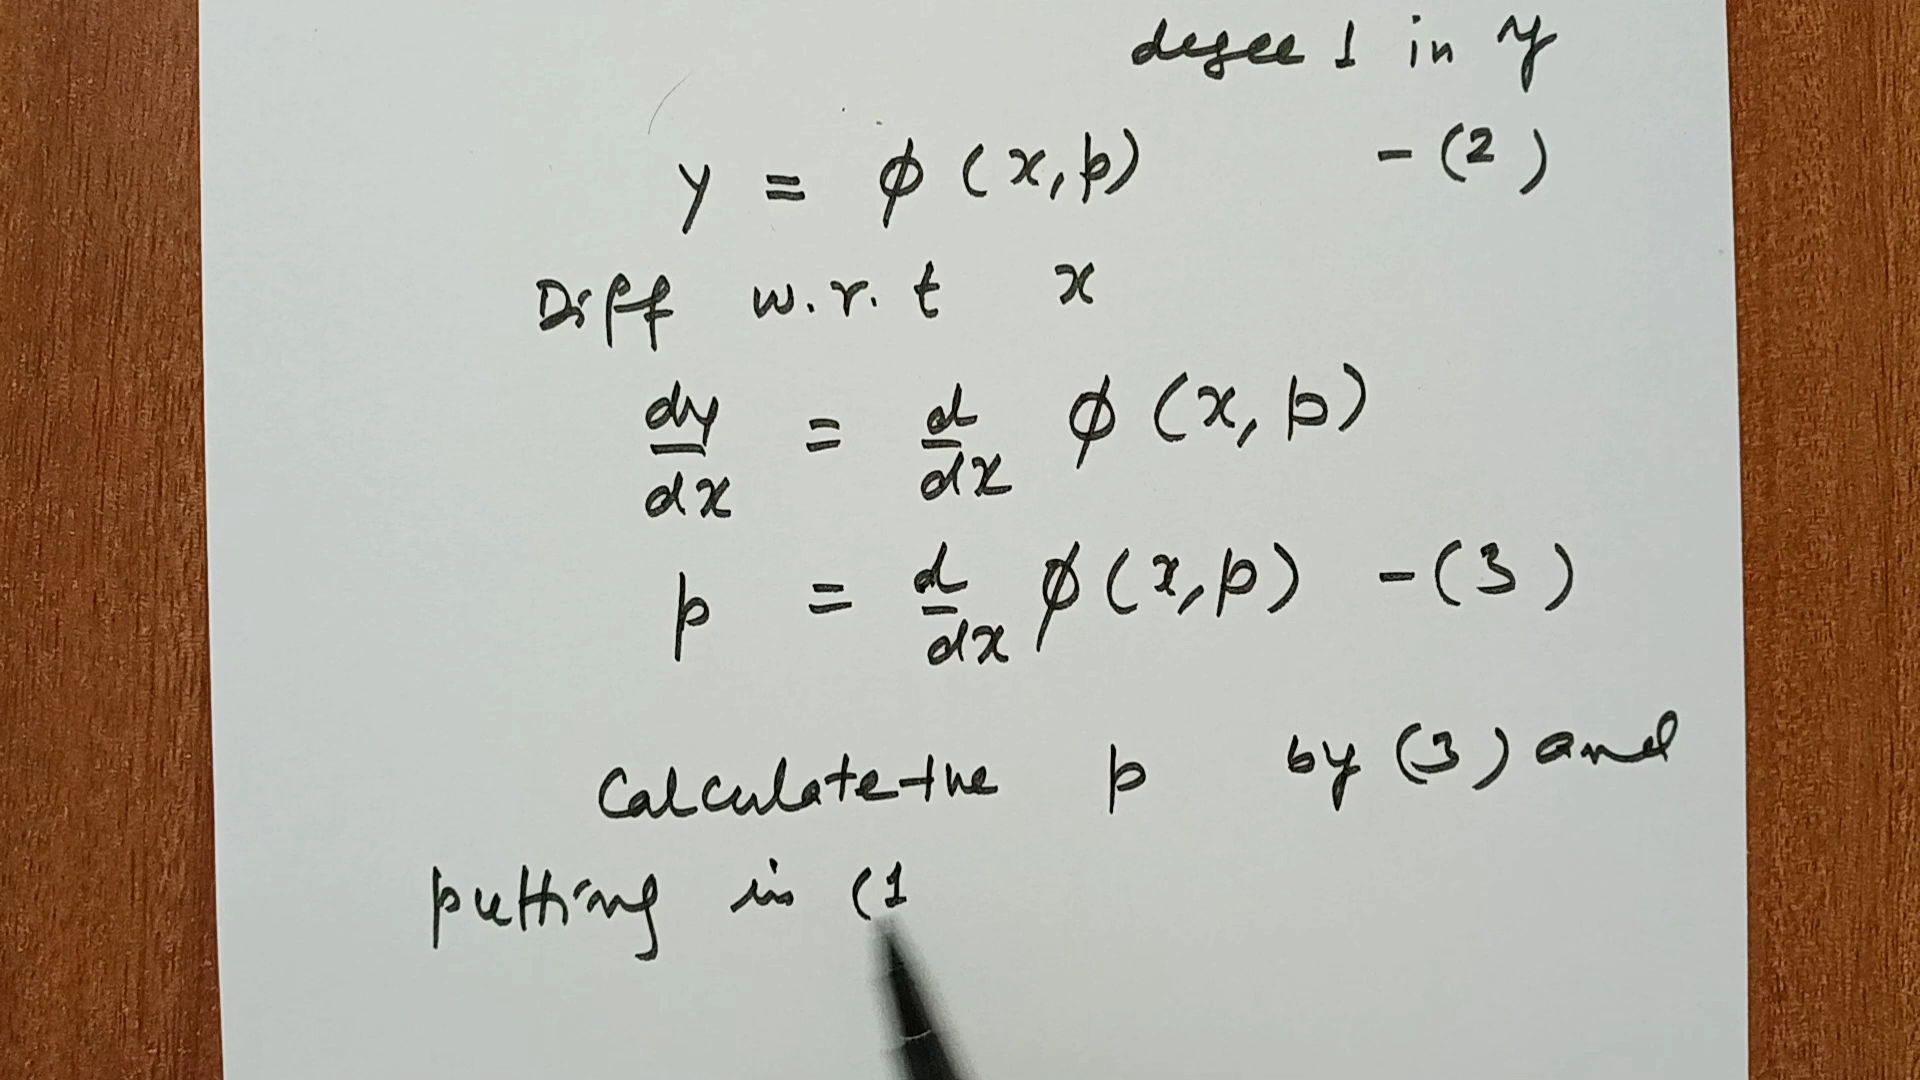 degee 1 in y
y = ϕ (x, p) - (2)
Diff w.r.t x
dy/dx = d/dx ϕ (x, p)
p = d/dx ϕ (x, p) - (3)
Calculate the p by (3) and
putting in (1